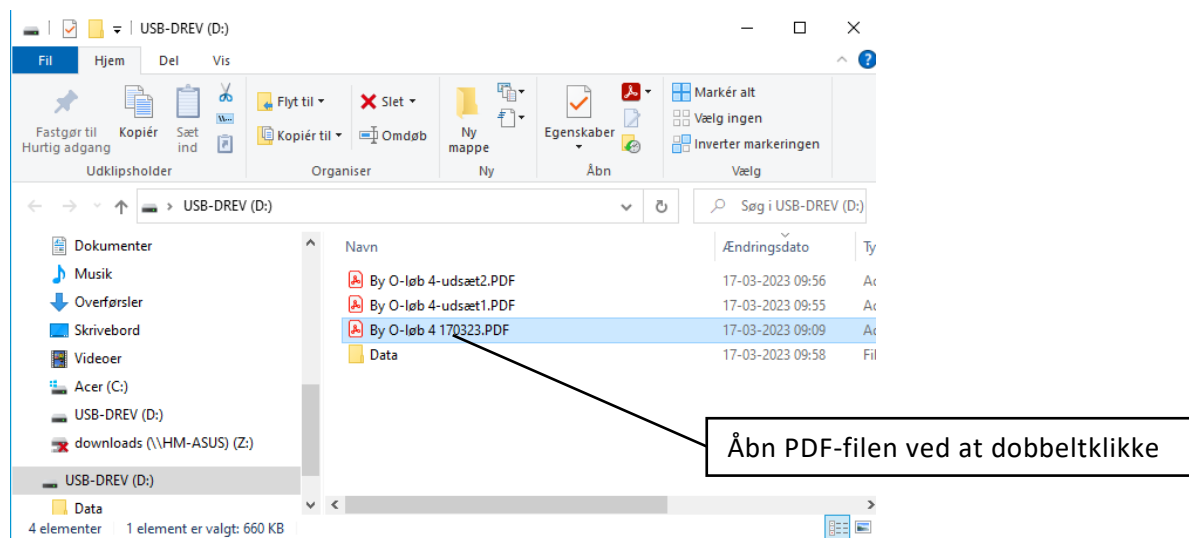 USB-DREV (D:)
Fil Hjem Del Vis
Fastgør til Hurtig adgang
Kopiér
Sæt ind
Udklipsholder
Flyt til
Kopiér til
Slet
Omdøb
Organiser
Ny mappe
Ny
Egenskaber
Åbn
Markér alt
Vælg ingen
Inverter markeringen
Vælg
USB-DREV (D:)
Søg i USB-DREV (D:)
Dokumenter
Musik
Overførsler
Skrivebord
Videoer
Acer (C:)
USB-DREV (D:)
downloads (\\HM-ASUS) (Z:)
USB-DREV (D:)
Data
Navn Ændringsdato Ty
By O-løb 4-udsæt2.PDF 17-03-2023 09:56 Ac
By O-løb 4-udsæt1.PDF 17-03-2023 09:55 Ac
By O-løb 4 170323.PDF 17-03-2023 09:09 Ac
Data 17-03-2023 09:58 Fil
Åbn PDF-filen ved at dobbeltklikke
4 elementer 1 element er valgt: 660 KB